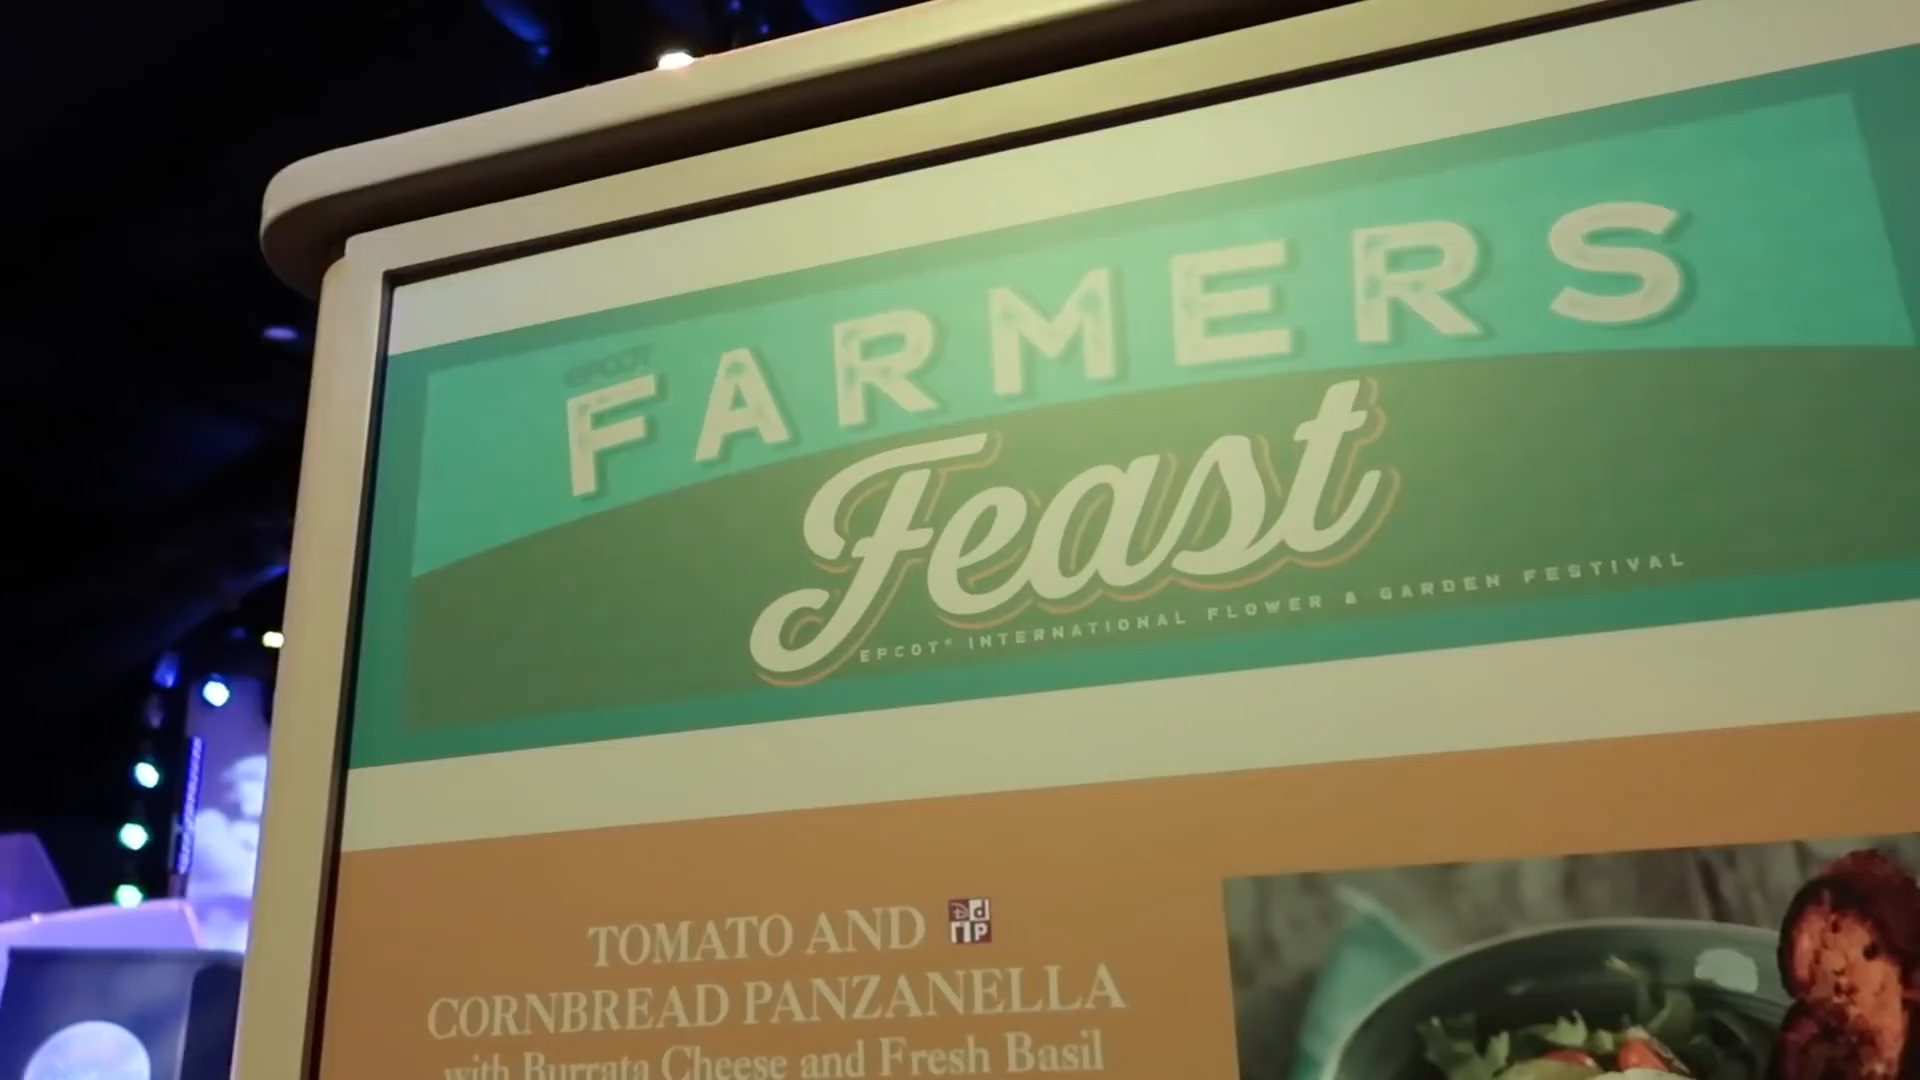 EPCOT
FARMERS
Feast
EPCOT® INTERNATIONAL FLOWER & GARDEN FESTIVAL
TOMATO AND
CORNBREAD PANZANELLA
with Burrata Cheese and Fresh Basil